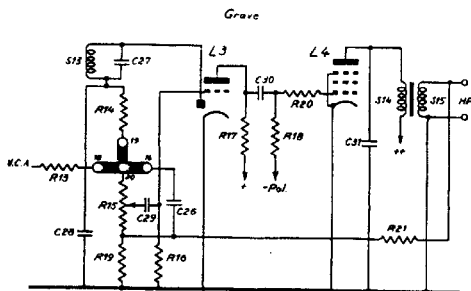 Grave
S13
C27
L3
L4
C30
R20
R14
S14
S15
HP
R17
R18
C31
19
V.C.A
R13
18
20
16
+
-Pol.
++
R15
C29
C26
R21
C28
R19
R16